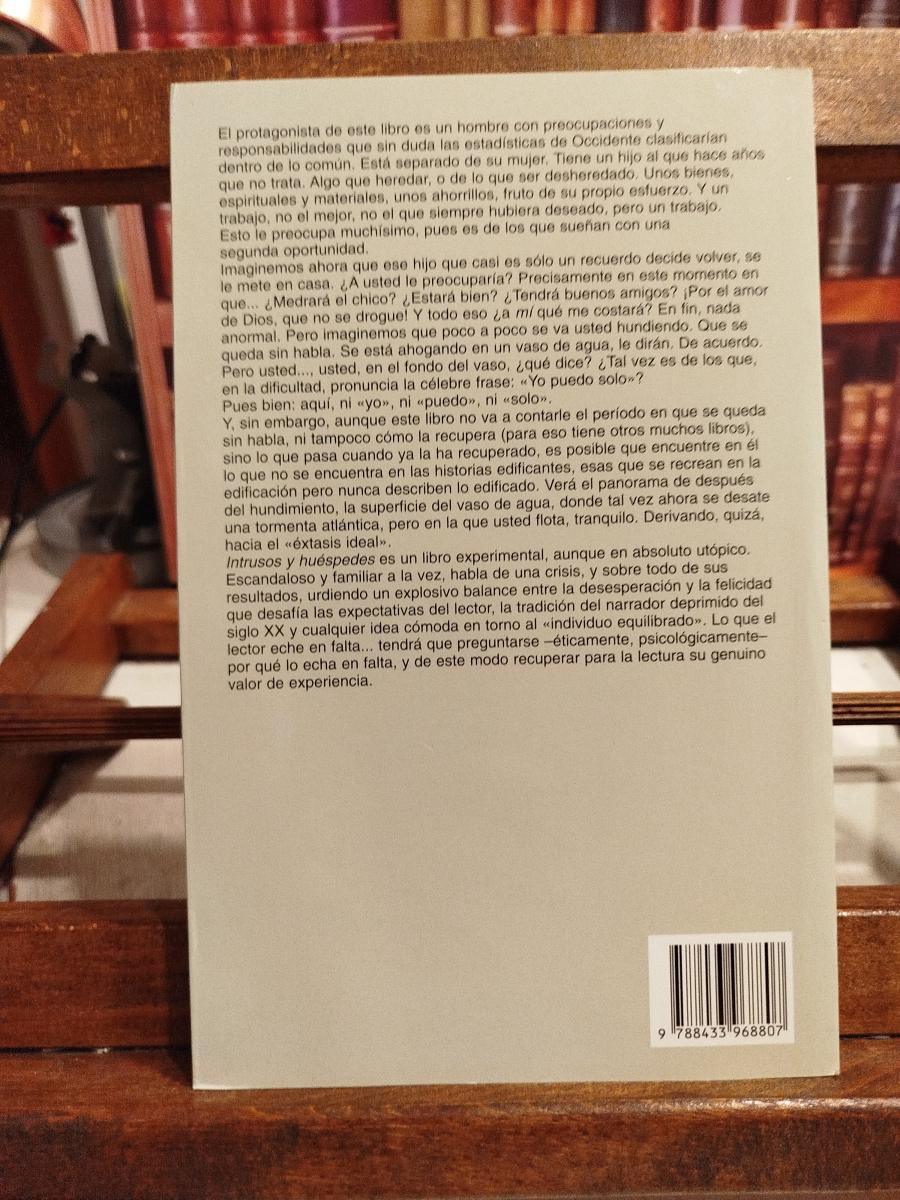 El protagonista de este libro es un hombre con preocupaciones y
responsabilidades que sin duda las estadísticas de Occidente clasificarían
dentro de lo común. Está separado de su mujer. Tiene un hijo al que hace años
que no trata. Algo que heredar, o de lo que ser desheredado. Unos bienes,
espirituales y materiales, unos ahorrillos, fruto de su propio esfuerzo. Y un
trabajo, no el mejor, no el que siempre hubiera deseado, pero un trabajo.
Esto le preocupa muchísimo, pues es de los que sueñan con una
segunda oportunidad.
Imaginemos ahora que ese hijo que casi es sólo un recuerdo decide volver, se
le mete en casa. ¿A usted le preocuparía? Precisamente en este momento en
que... ¿Medrará el chico? ¿Estará bien? ¿Tendrá buenos amigos? ¡Por el amor
de Dios, que no se drogue! Y todo eso ¿a mí qué me costará? En fin, nada
anormal. Pero imaginemos que poco a poco se va usted hundiendo. Que se
queda sin habla. Se está ahogando en un vaso de agua, le dirán. De acuerdo.
Pero usted..., usted, en el fondo del vaso, ¿qué dice? ¿Tal vez es de los que,
en la dificultad, pronuncia la célebre frase: «Yo puedo solo»?
Pues bien: aquí, ni «yo», ni «puedo», ni «solo».
Y, sin embargo, aunque este libro no va a contarle el período en que se queda
sin habla, ni tampoco cómo la recupera (para eso tiene otros muchos libros),
sino lo que pasa cuando ya la ha recuperado, es posible que encuentre en él
lo que no se encuentra en las historias edificantes, esas que se recrean en la
edificación pero nunca describen lo edificado. Verá el panorama de después
del hundimiento, la superficie del vaso de agua, donde tal vez ahora se desate
una tormenta atlántica, pero en la que usted flota, tranquilo. Derivando, quizá,
hacia el «éxtasis ideal».
Intrusos y huéspedes es un libro experimental, aunque en absoluto utópico.
Escandaloso y familiar a la vez, habla de una crisis, y sobre todo de sus
resultados, urdiendo un explosivo balance entre la desesperación y la felicidad
que desafía las expectativas del lector, la tradición del narrador deprimido del
siglo XX y cualquier idea cómoda en torno al «individuo equilibrado». Lo que el
lector eche en falta... tendrá que preguntarse –éticamente, psicológicamente–
por qué lo echa en falta, y de este modo recuperar para la lectura su genuino
valor de experiencia.
9 788433 968807